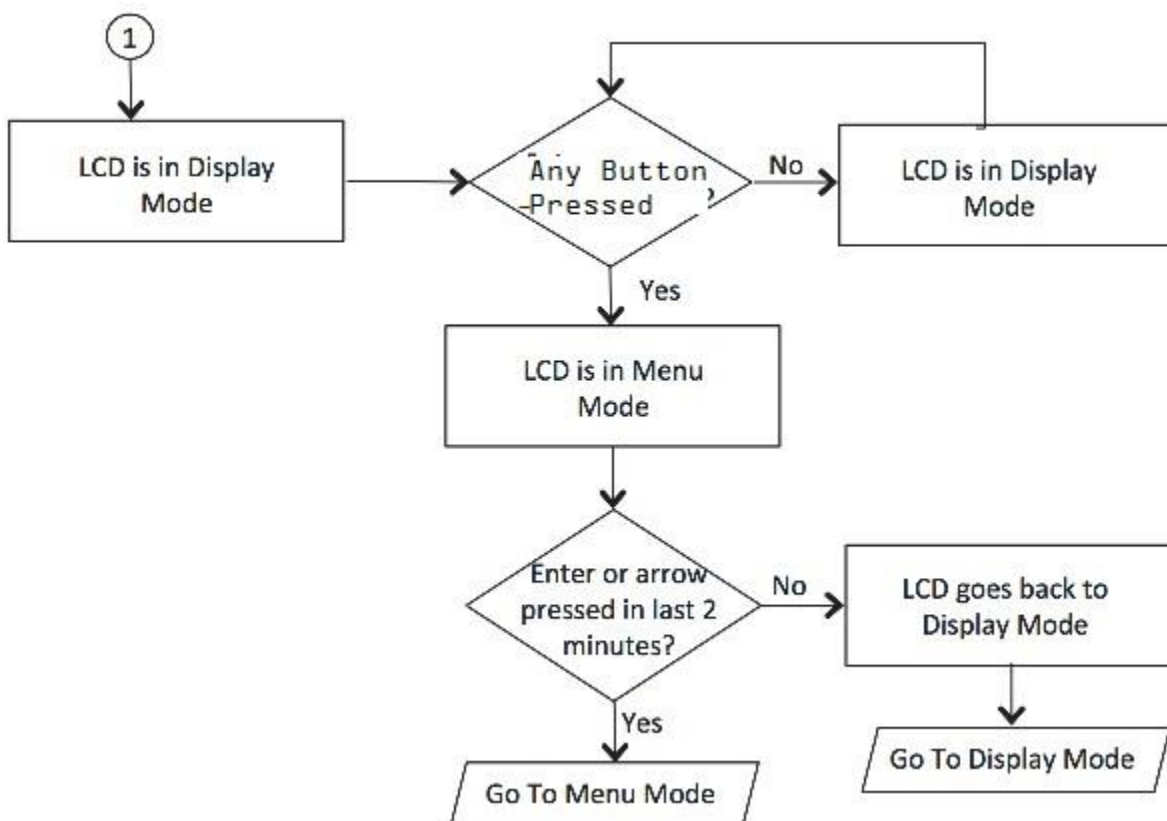 1
LCD is in Display
Mode
Any Button
Pressed ?
No
LCD is in Display
Mode
Yes
LCD is in Menu
Mode
Enter or arrow
pressed in last 2
minutes?
No
LCD goes back to
Display Mode
Yes
Go To Display Mode
Go To Menu Mode